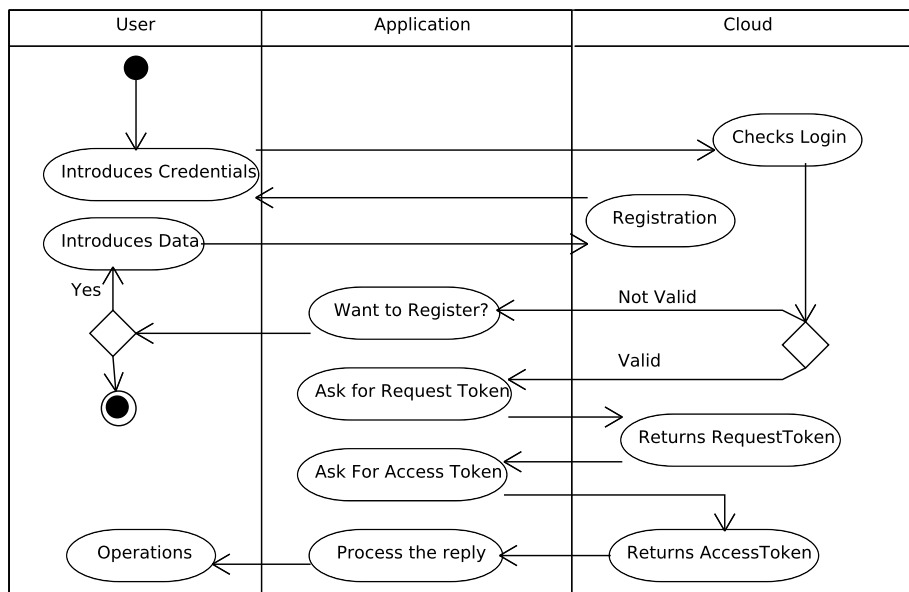 User
Application
Cloud
Checks Login
Introduces Credentials
Registration
Introduces Data
Yes
Want to Register?
Not Valid
Valid
Ask for Request Token
Returns RequestToken
Ask For Access Token
Operations
Process the reply
Returns AccessToken